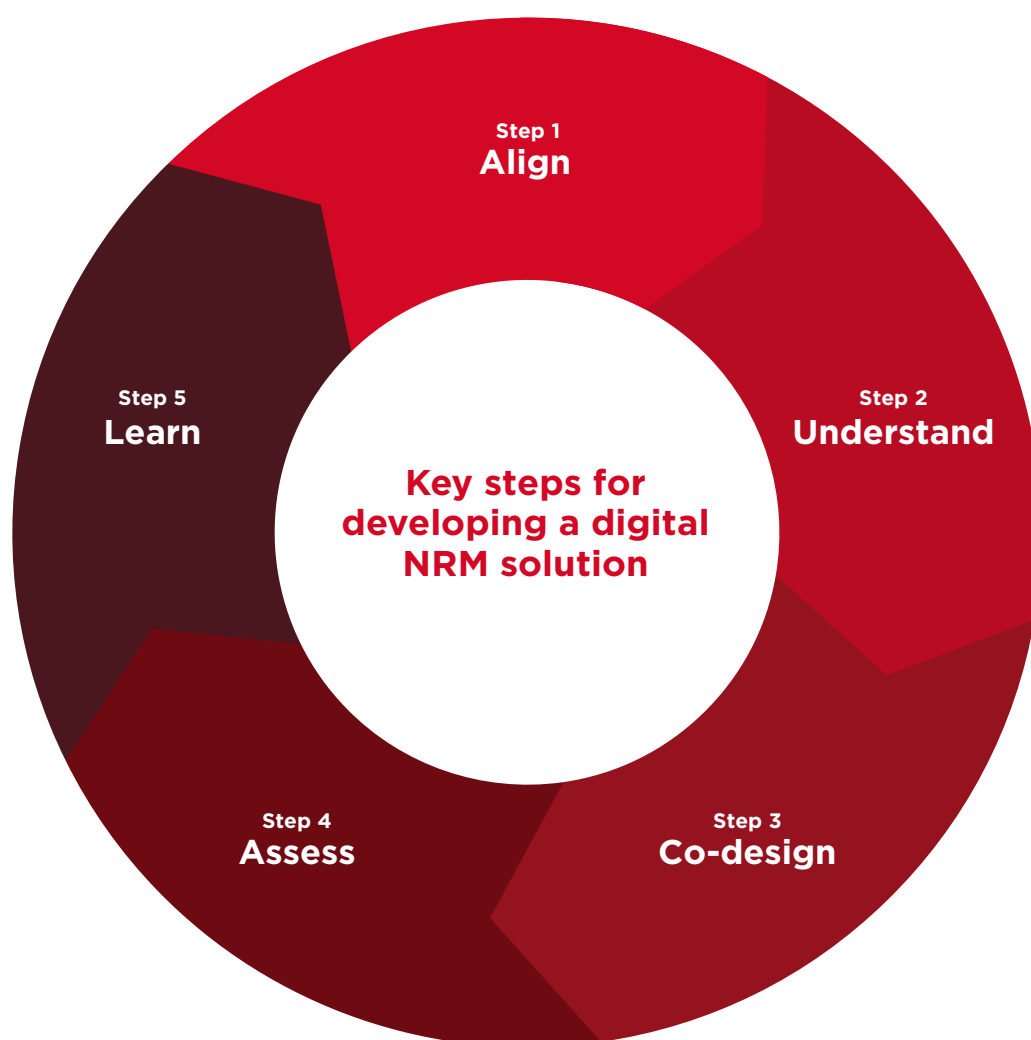 Step 1
Align
Step 2
Understand
Step 3
Co-design
Step 4
Assess
Step 5
Learn
Key steps for
developing a digital
NRM solution